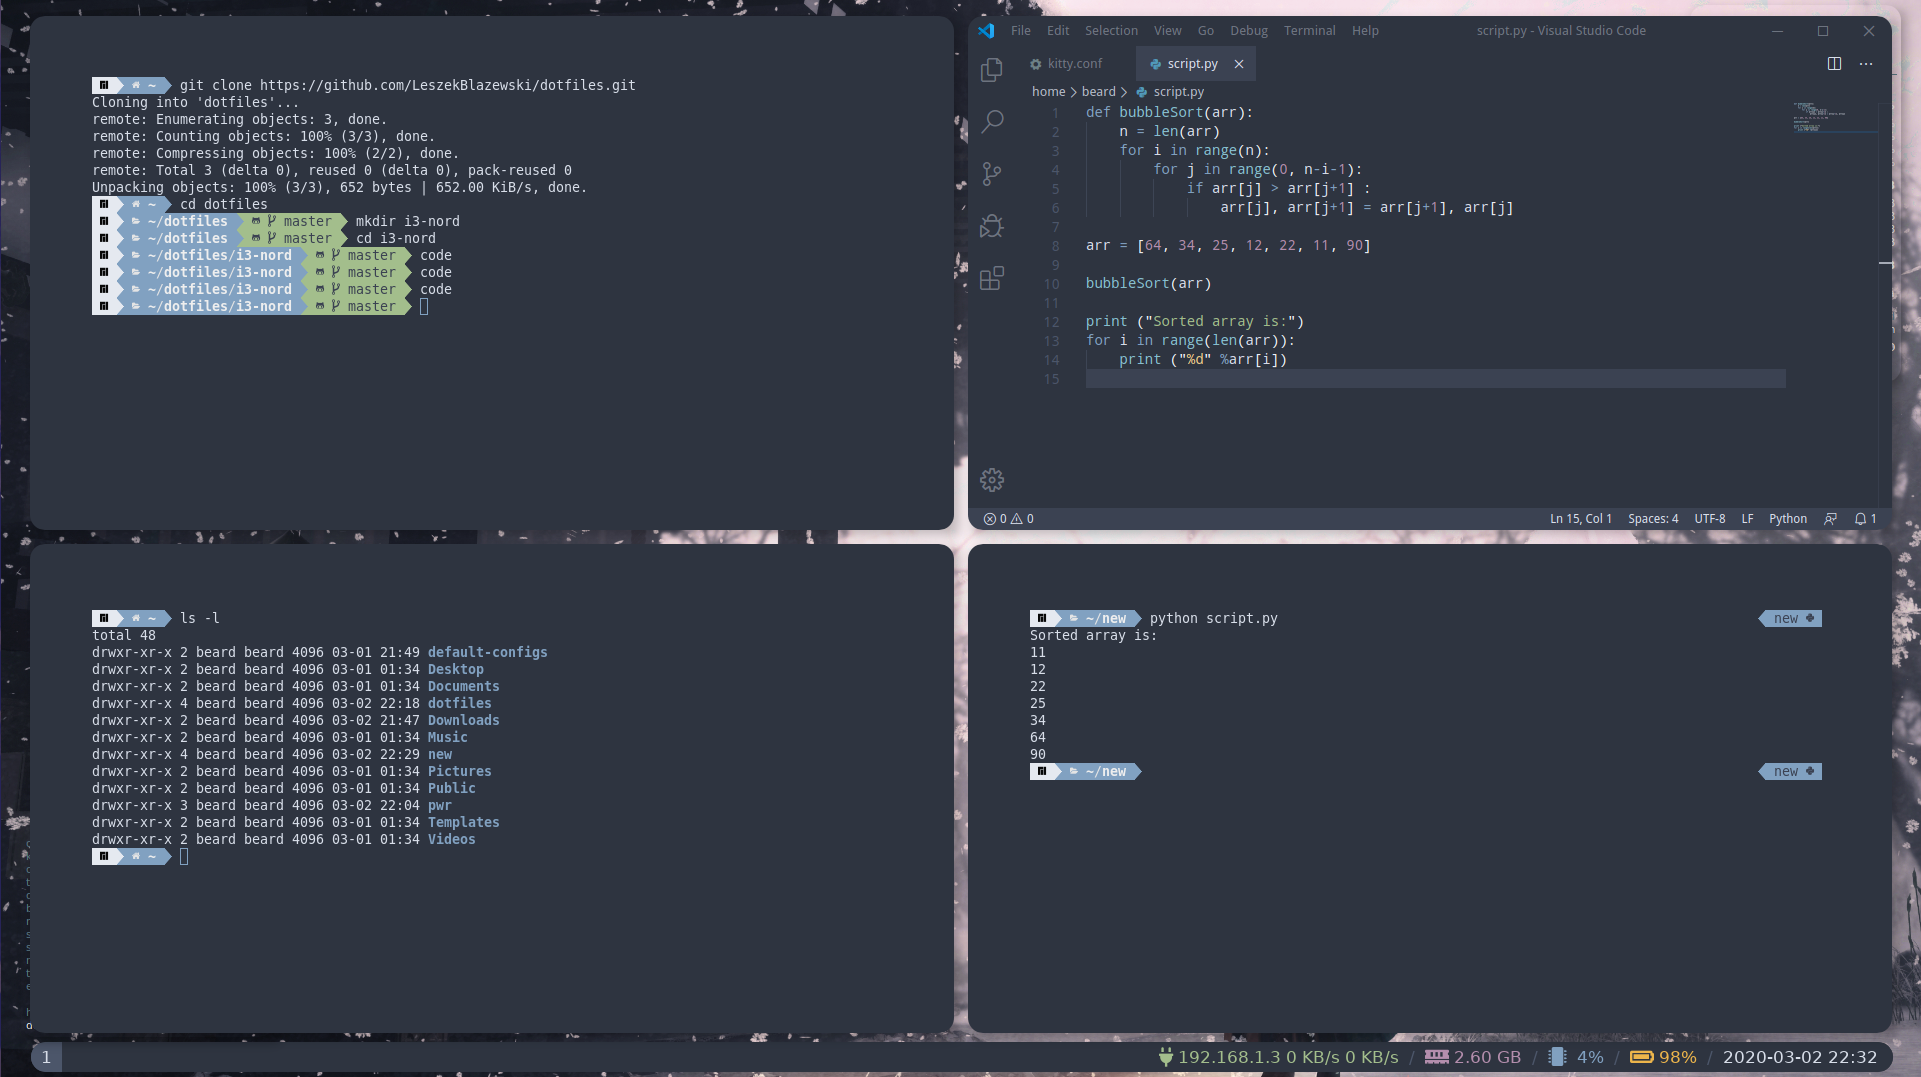 ~ git clone https://github.com/LeszekBlazewski/dotfiles.git
Cloning into 'dotfiles'...
remote: Enumerating objects: 3, done.
remote: Counting objects: 100% (3/3), done.
remote: Compressing objects: 100% (2/2), done.
remote: Total 3 (delta 0), reused 0 (delta 0), pack-reused 0
Unpacking objects: 100% (3/3), 652 bytes | 652.00 KiB/s, done.
~ cd dotfiles
~/dotfiles master mkdir i3-nord
~/dotfiles master cd i3-nord
~/dotfiles/i3-nord master code
~/dotfiles/i3-nord master code
~/dotfiles/i3-nord master code
~/dotfiles/i3-nord master
File Edit Selection View Go Debug Terminal Help script.py - Visual Studio Code
kitty.conf script.py
home > beard > script.py
1 def bubbleSort(arr):
2 n = len(arr)
3 for i in range(n):
4 for j in range(0, n-i-1):
5 if arr[j] > arr[j+1] :
6 arr[j], arr[j+1] = arr[j+1], arr[j]
7
8 arr = [64, 34, 25, 12, 22, 11, 90]
9
10 bubbleSort(arr)
11
12 print ("Sorted array is:")
13 for i in range(len(arr)):
14 print ("%d" %arr[i])
15
0 0 Ln 15, Col 1 Spaces: 4 UTF-8 LF Python 1
~ ls -l
total 48
drwxr-xr-x 2 beard beard 4096 03-01 21:49 default-configs
drwxr-xr-x 2 beard beard 4096 03-01 01:34 Desktop
drwxr-xr-x 2 beard beard 4096 03-01 01:34 Documents
drwxr-xr-x 4 beard beard 4096 03-02 22:18 dotfiles
drwxr-xr-x 2 beard beard 4096 03-02 21:47 Downloads
drwxr-xr-x 2 beard beard 4096 03-01 01:34 Music
drwxr-xr-x 4 beard beard 4096 03-02 22:29 new
drwxr-xr-x 2 beard beard 4096 03-01 01:34 Pictures
drwxr-xr-x 2 beard beard 4096 03-01 01:34 Public
drwxr-xr-x 3 beard beard 4096 03-02 22:04 pwr
drwxr-xr-x 2 beard beard 4096 03-01 01:34 Templates
drwxr-xr-x 2 beard beard 4096 03-01 01:34 Videos
~
~/new python script.py new
Sorted array is:
11
12
22
25
34
64
90
~/new new
1 192.168.1.3 0 KB/s 0 KB/s / 2.60 GB / 4% / 98% / 2020-03-02 22:32